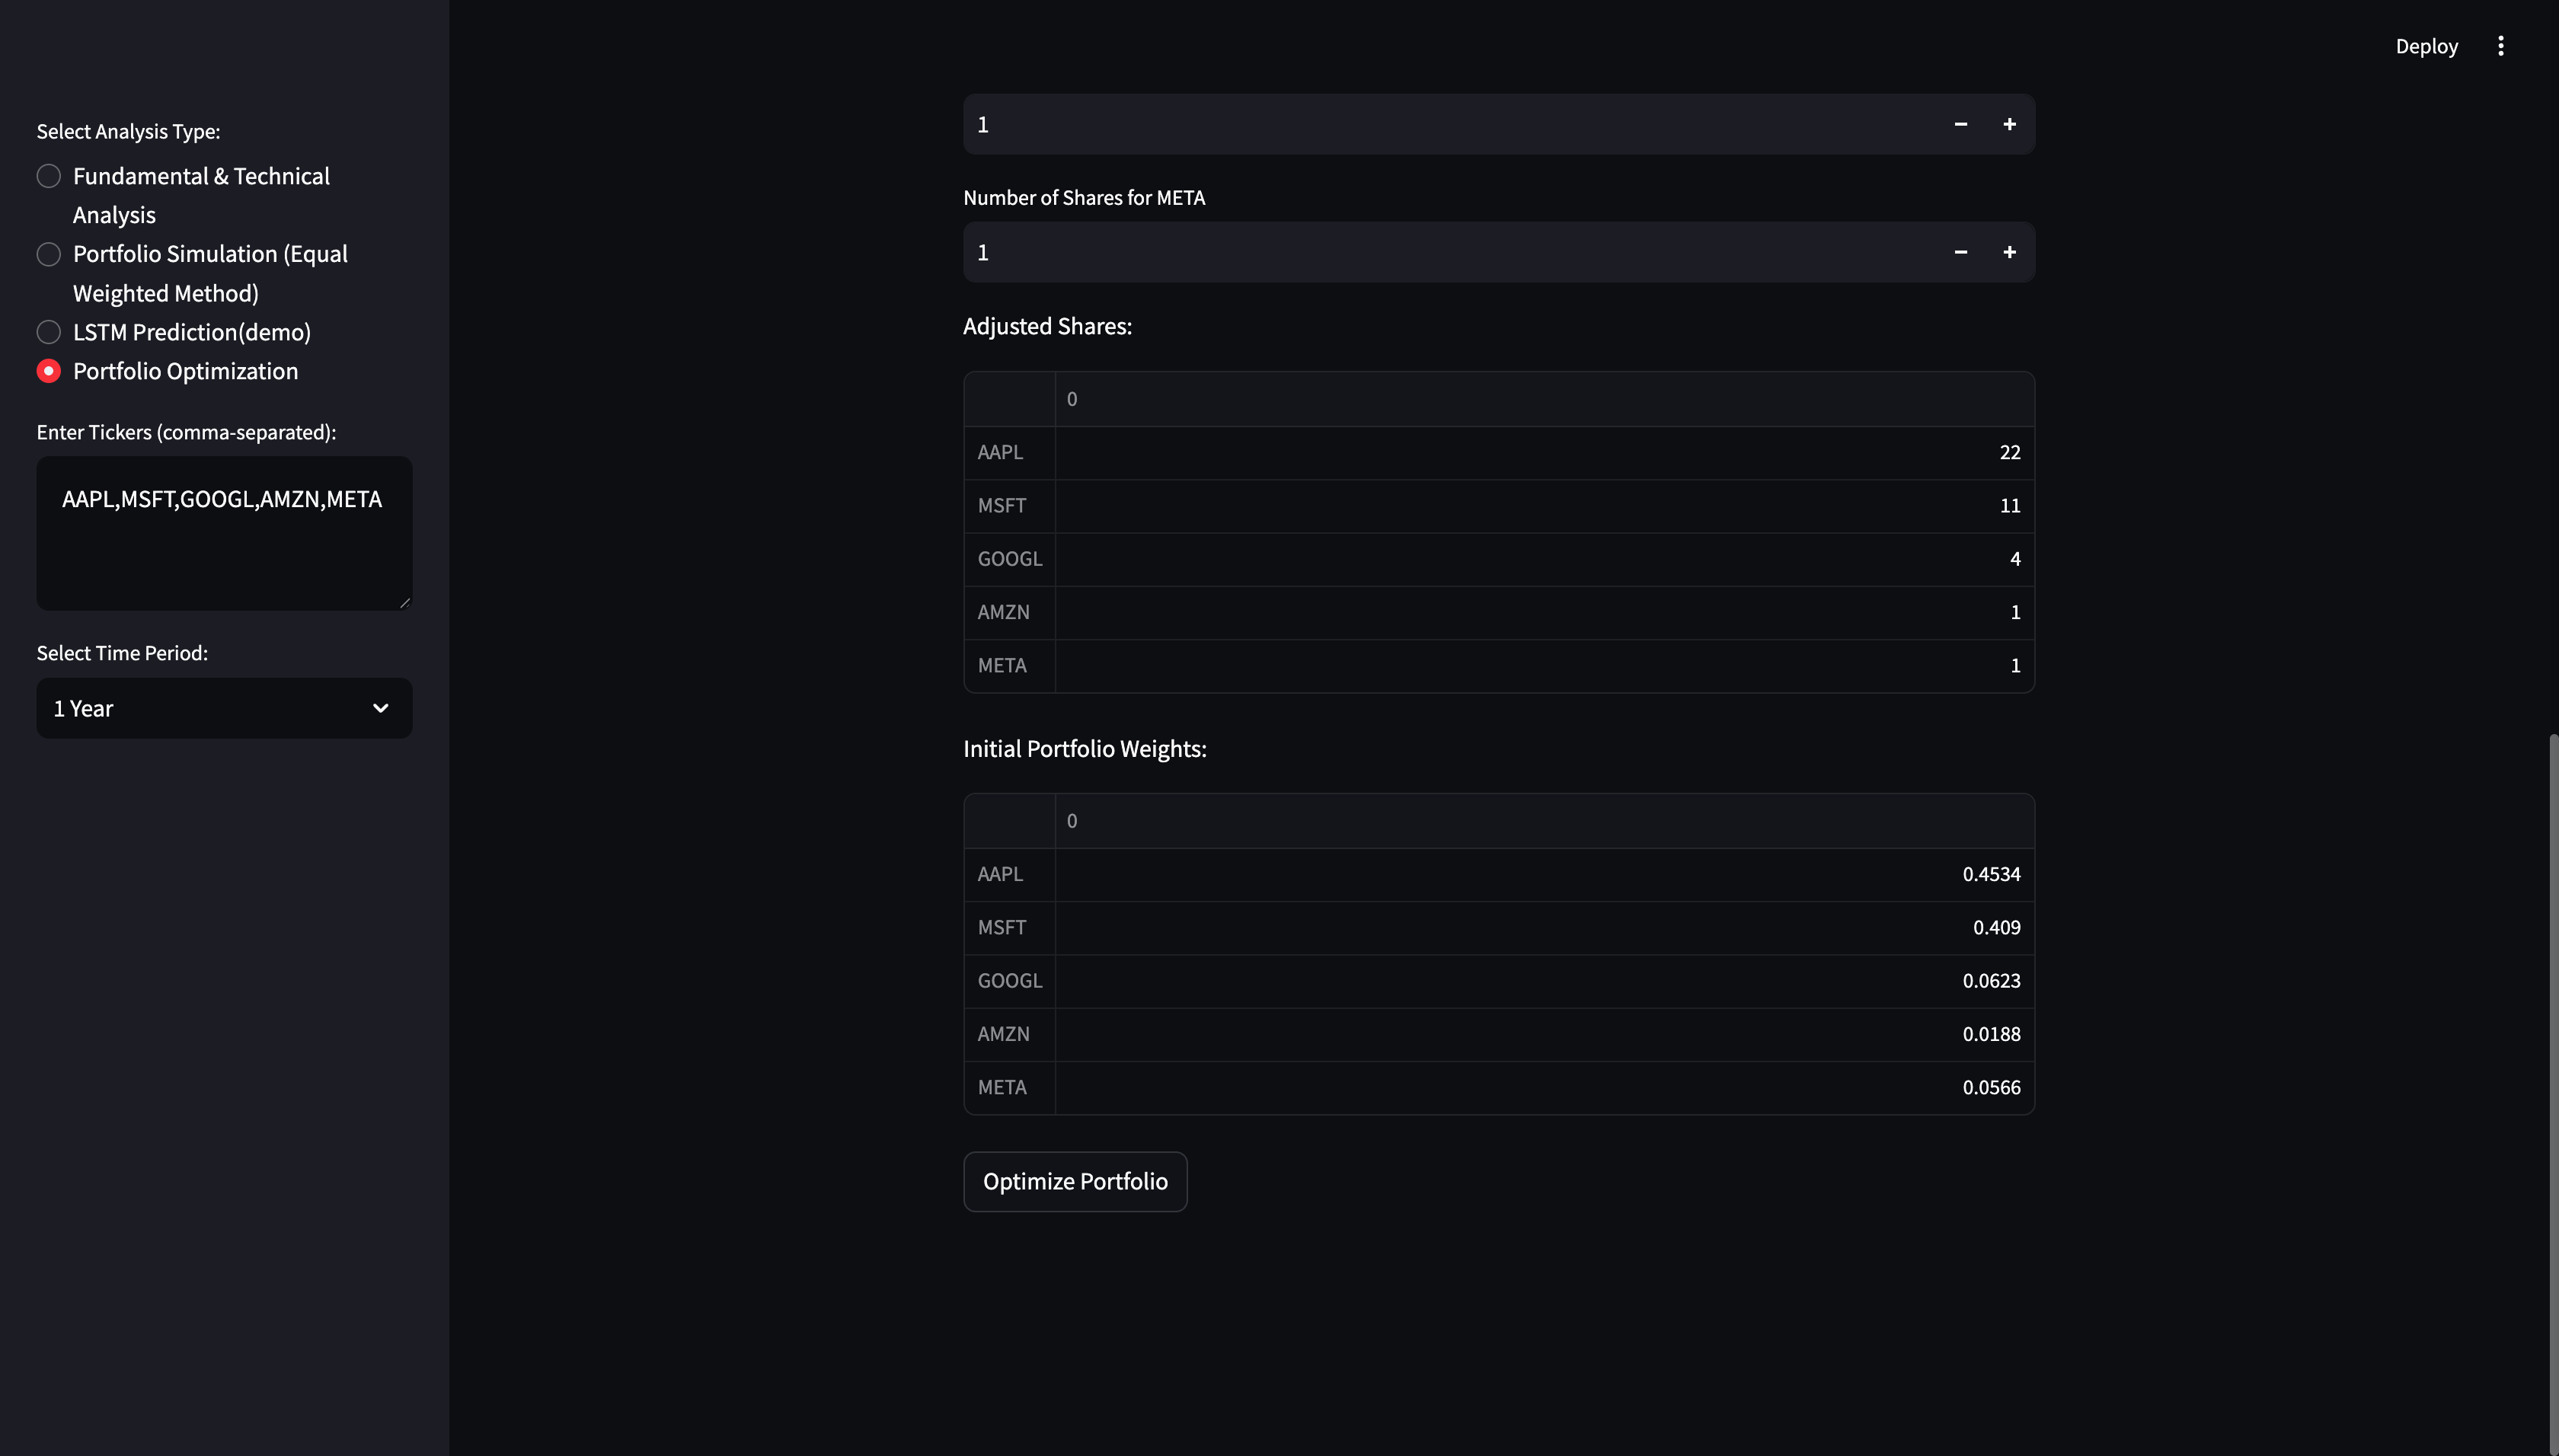 Deploy
Select Analysis Type:
Fundamental & Technical
Analysis
Portfolio Simulation (Equal
Weighted Method)
LSTM Prediction(demo)
Portfolio Optimization
Enter Tickers (comma-separated):
AAPL,MSFT,GOOGL,AMZN,META
Select Time Period:
1 Year
1
Number of Shares for META
1
Adjusted Shares:
0
AAPL 22
MSFT 11
GOOGL 4
AMZN 1
META 1
Initial Portfolio Weights:
0
AAPL 0.4534
MSFT 0.409
GOOGL 0.0623
AMZN 0.0188
META 0.0566
Optimize Portfolio